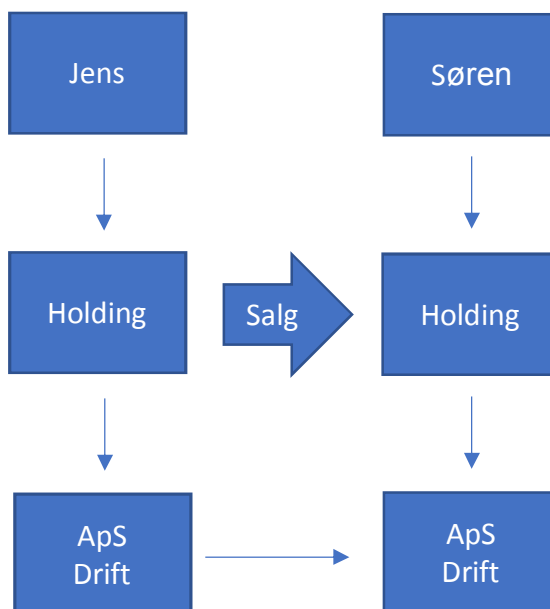 Jens
Søren
Holding
Salg
Holding
ApS
Drift
ApS
Drift